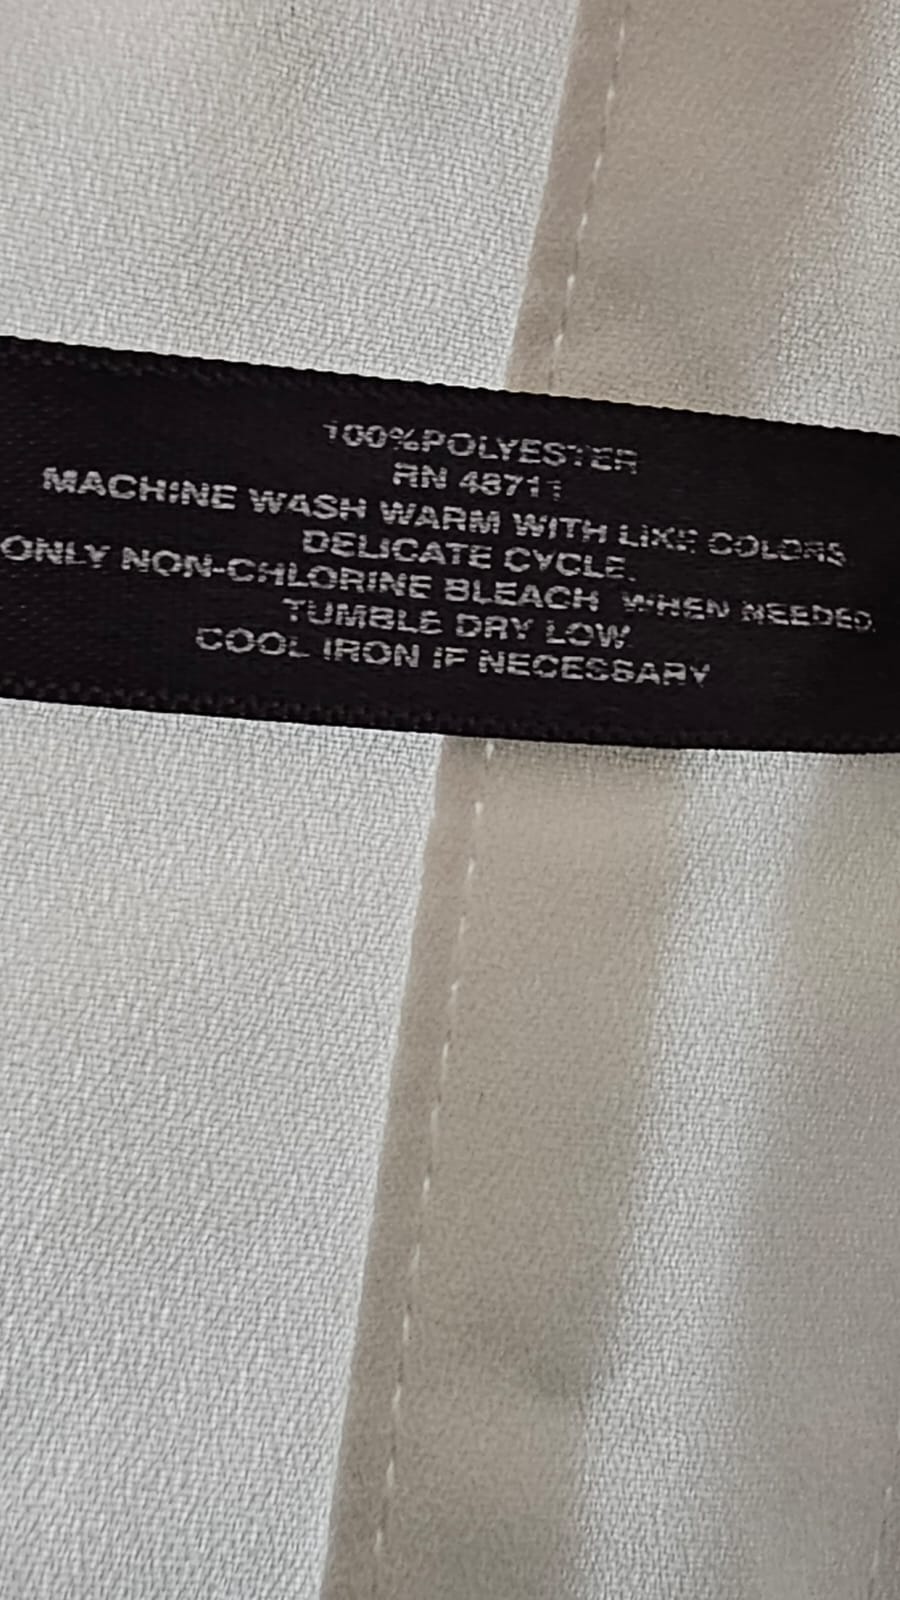 100%POLYESTER
RN 48711
MACHINE WASH WARM WITH LIKE COLORS
DELICATE CYCLE.
ONLY NON-CHLORINE BLEACH WHEN NEEDED.
TUMBLE DRY LOW.
COOL IRON IF NECESSARY